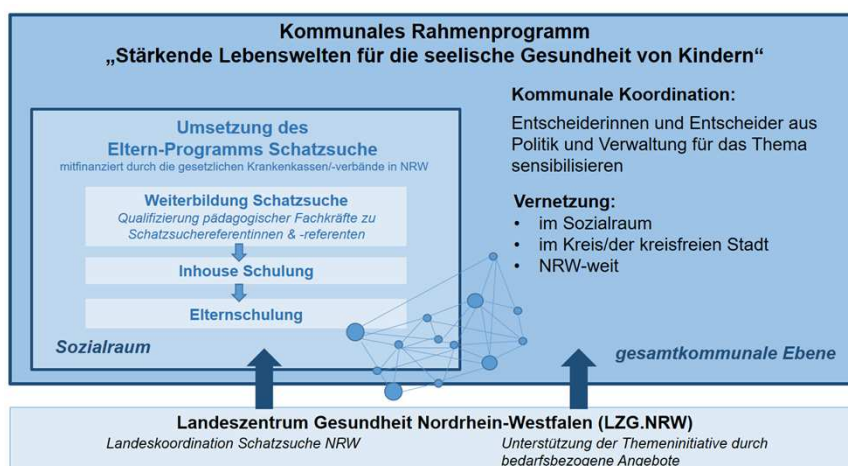 Kommunales Rahmenprogramm
„Stärkende Lebenswelten für die seelische Gesundheit von Kindern“
Umsetzung des
Eltern-Programms Schatzsuche
mitfinanziert durch die gesetzlichen Krankenkassen/-verbände in NRW
Weiterbildung Schatzsuche
Qualifizierung pädagogischer Fachkräfte zu
Schatzsuchereferentinnen & -referenten
Inhouse Schulung
Elternschulung
Sozialraum
Kommunale Koordination:
Entscheiderinnen und Entscheider aus
Politik und Verwaltung für das Thema
sensibilisieren
Vernetzung:
• im Sozialraum
• im Kreis/der kreisfreien Stadt
• NRW-weit
gesamtkommunale Ebene
Landeszentrum Gesundheit Nordrhein-Westfalen (LZG.NRW)
Landeskoordination Schatzsuche NRW
Unterstützung der Themeninitiative durch
bedarfsbezogene Angebote